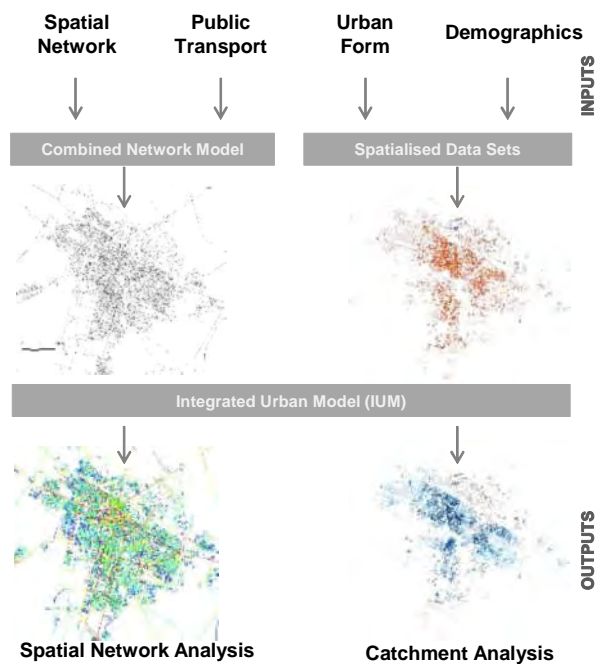 Spatial
Network
Public
Transport
Urban
Form
Demographics
INPUTS
Combined Network Model
Spatialised Data Sets
Integrated Urban Model (IUM)
OUTPUTS
Spatial Network Analysis
Catchment Analysis